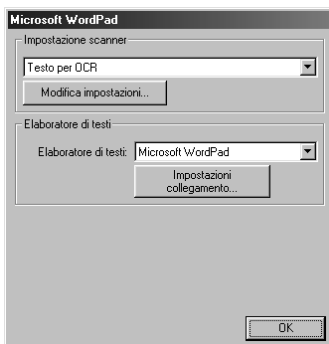 Microsoft WordPad
Impostazione scanner
Testo per OCR
Modifica impostazioni...
Elaboratore di testi
Elaboratore di testi: Microsoft WordPad
Impostazioni
collegamento...
OK